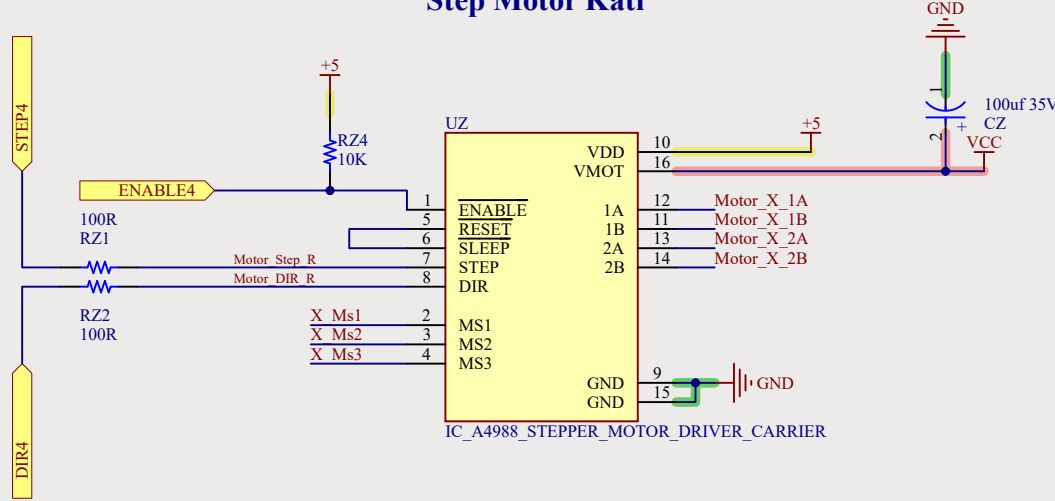 Step Motor Katı
GND
STEP4
+5
1
100uf 35V
CZ
+
2
VCC
UZ
RZ4
10K
+5
VDD 10
VMOT 16
ENABLE4
1 ENABLE
5 RESET
6 SLEEP
7 STEP
8 DIR
1A 12 Motor_X_1A
1B 11 Motor_X_1B
2A 13 Motor_X_2A
2B 14 Motor_X_2B
100R
RZ1
Motor_Step_R
Motor_DIR_R
RZ2
100R
X_Ms1 2 MS1
X_Ms2 3 MS2
X_Ms3 4 MS3
GND 9
GND 15
GND
DIR4
IC_A4988_STEPPER_MOTOR_DRIVER_CARRIER